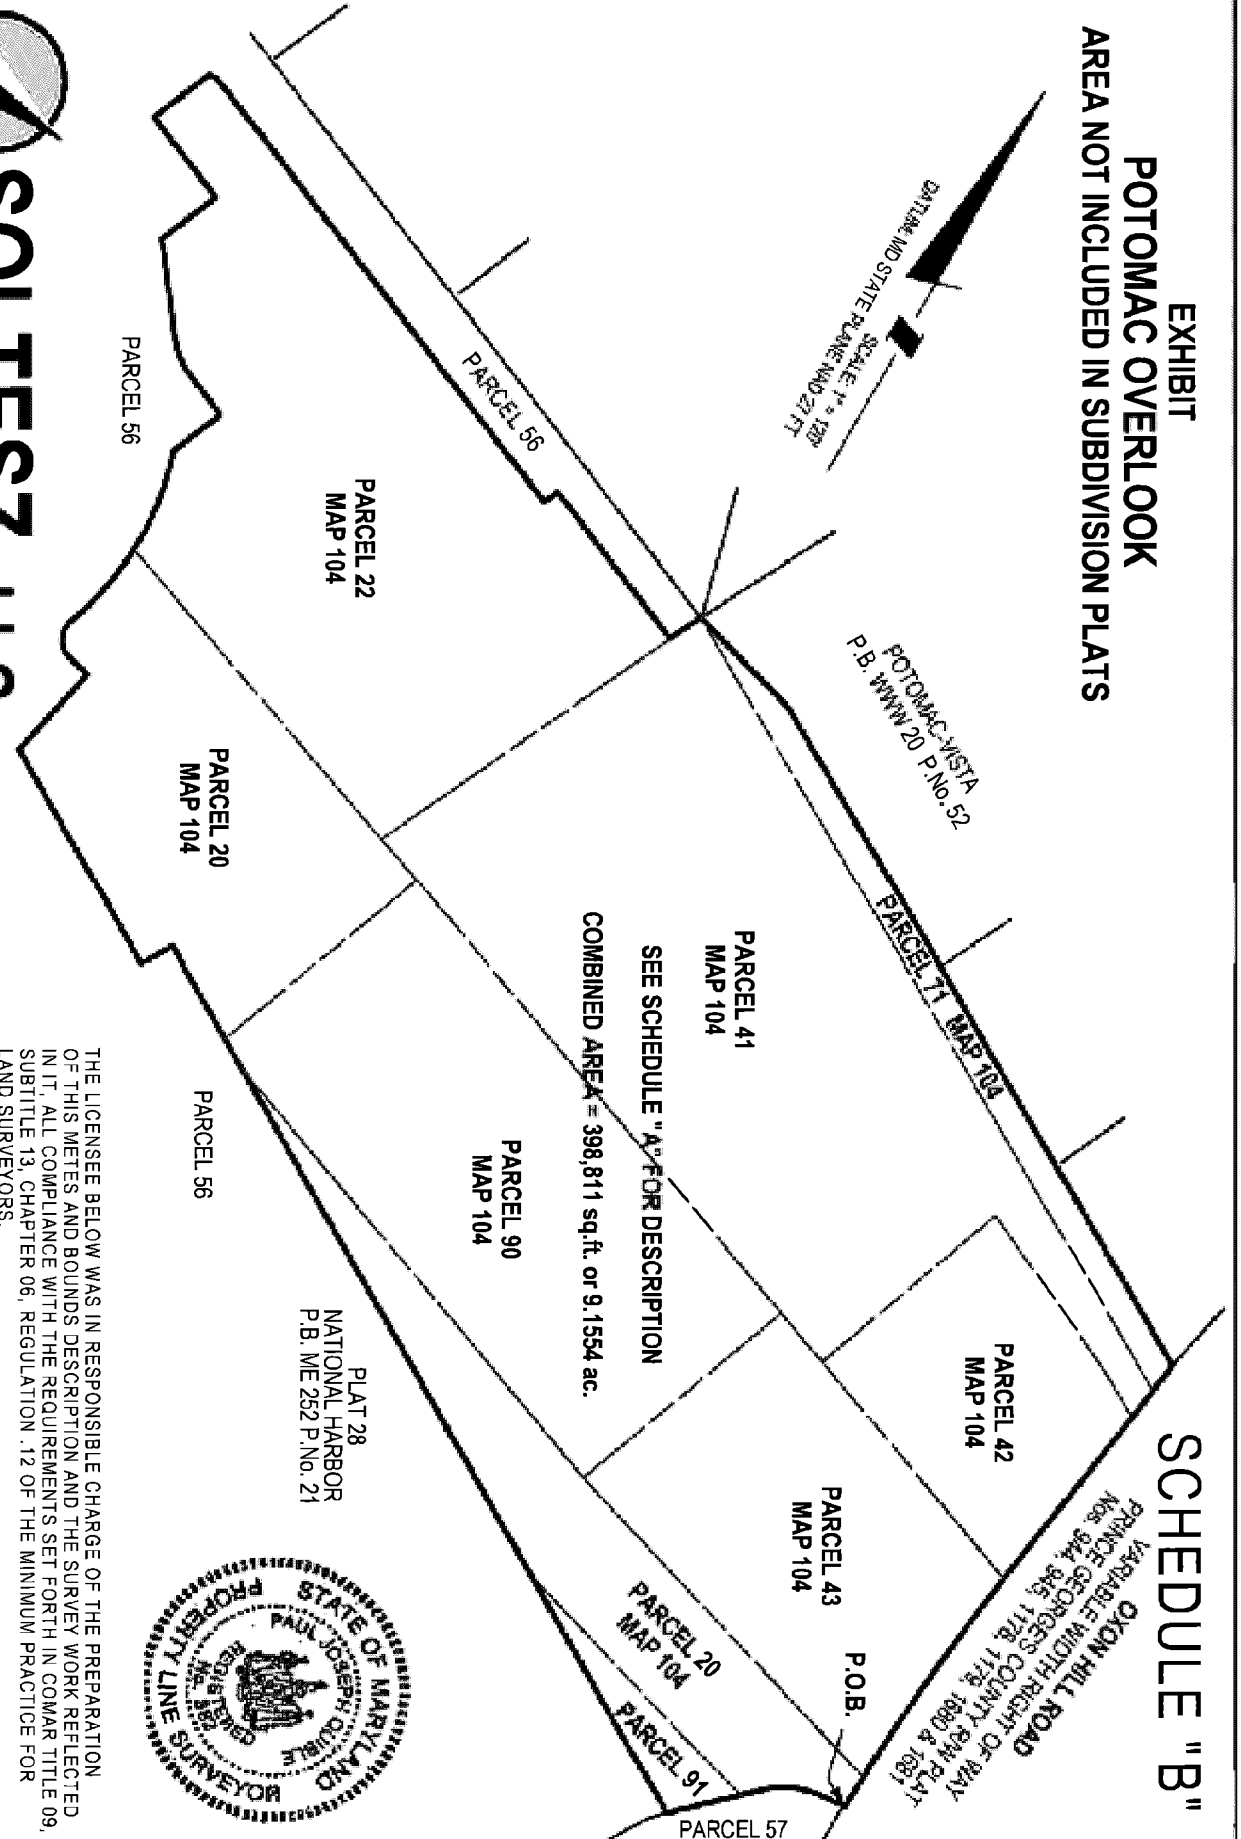 EXHIBIT
POTOMAC OVERLOOK
AREA NOT INCLUDED IN SUBDIVISION PLATS
SCHEDULE "B"
DATUM: MD STATE PLANE NAD 27 FT
SCALE: 1" = 120'
POTOMAC-VISTA
P.B. WWW 20 P.No. 52
PARCEL 71 MAP 104
OXON HILL ROAD
VARIABLE WIDTH RIGHT OF WAY
PRINCE GEORGE'S COUNTY R/W PLAT
Nos. 944, 945, 1178, 1179, 1680 & 1681
PARCEL 56
PARCEL 22
MAP 104
PARCEL 41
MAP 104
SEE SCHEDULE "A" FOR DESCRIPTION
COMBINED AREA = 398,811 sq.ft. or 9.1554 ac.
PARCEL 42
MAP 104
PARCEL 43
MAP 104
P.O.B.
PARCEL 56
PARCEL 20
MAP 104
PARCEL 90
MAP 104
PARCEL 20
MAP 104
PARCEL 91
PARCEL 57
PARCEL 56
PLAT 28
NATIONAL HARBOR
P.B. ME 252 P.No. 21
STATE OF MARYLAND
PAUL JOSEPH QUIBLE
REGISTERED
PROPERTY LINE SURVEYOR
THE LICENSEE BELOW WAS IN RESPONSIBLE CHARGE OF THE PREPARATION
OF THIS METES AND BOUNDS DESCRIPTION AND THE SURVEY WORK REFLECTED
IN IT, ALL COMPLIANCE WITH THE REQUIREMENTS SET FORTH IN COMAR TITLE 09,
SUBTITLE 13, CHAPTER 06, REGULATION .12 OF THE MINIMUM PRACTICE FOR
LAND SURVEYORS.
SOLTESZ